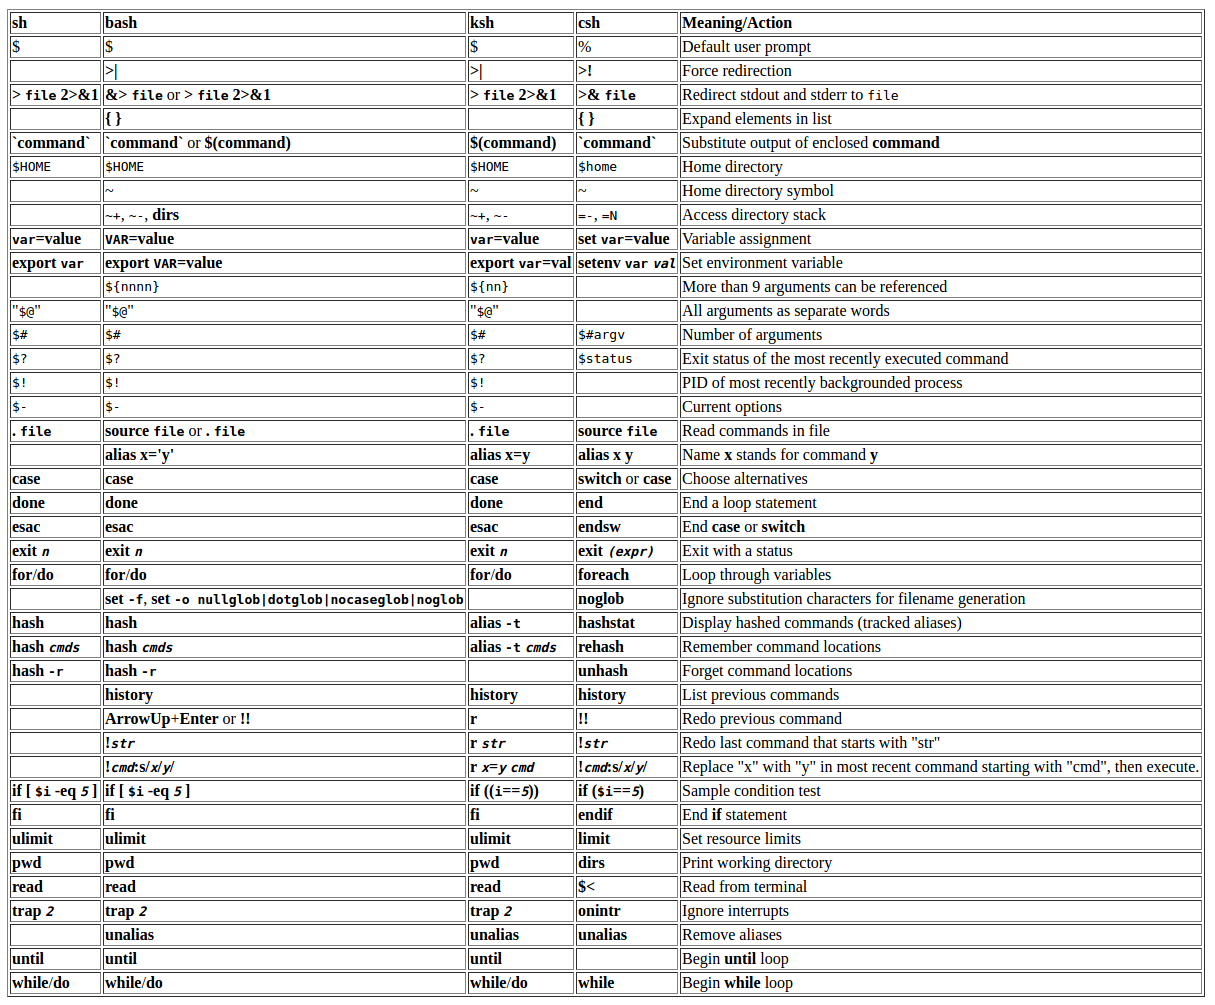 sh bash ksh csh Meaning/Action
$ $ $ % Default user prompt
>| >| >! Force redirection
> file 2>&1 &> file or > file 2>&1 > file 2>&1 >& file Redirect stdout and stderr to file
{ } { } Expand elements in list
`command` `command` or $(command) $(command) `command` Substitute output of enclosed command
$HOME $HOME $HOME $home Home directory
~ ~ ~ Home directory symbol
~+, ~-, dirs ~+, ~- =-, =N Access directory stack
var=value VAR=value var=value set var=value Variable assignment
export var export VAR=value export var=val setenv var val Set environment variable
${nnnn} ${nn} More than 9 arguments can be referenced
"$@" "$@" "$@" All arguments as separate words
$# $# $# $#argv Number of arguments
$? $? $? $status Exit status of the most recently executed command
$! $! $! PID of most recently backgrounded process
$- $- $- Current options
. file source file or . file . file source file Read commands in file
alias x='y' alias x=y alias x y Name x stands for command y
case case case switch or case Choose alternatives
done done done end End a loop statement
esac esac esac endsw End case or switch
exit n exit n exit n exit (expr) Exit with a status
for/do for/do for/do foreach Loop through variables
set -f, set -o nullglob|dotglob|nocaseglob|noglob noglob Ignore substitution characters for filename generation
hash hash alias -t hashstat Display hashed commands (tracked aliases)
hash cmds hash cmds alias -t cmds rehash Remember command locations
hash -r hash -r unhash Forget command locations
history history history List previous commands
ArrowUp+Enter or !! r !! Redo previous command
!str r str !str Redo last command that starts with "str"
!cmd:s/x/y/ r x=y cmd !cmd:s/x/y/ Replace "x" with "y" in most recent command starting with "cmd", then execute.
if [ $i -eq 5 ] if [ $i -eq 5 ] if ((i==5)) if ($i==5) Sample condition test
fi fi fi endif End if statement
ulimit ulimit ulimit limit Set resource limits
pwd pwd pwd dirs Print working directory
read read read $< Read from terminal
trap 2 trap 2 trap 2 onintr Ignore interrupts
unalias unalias unalias Remove aliases
until until until Begin until loop
while/do while/do while/do while Begin while loop